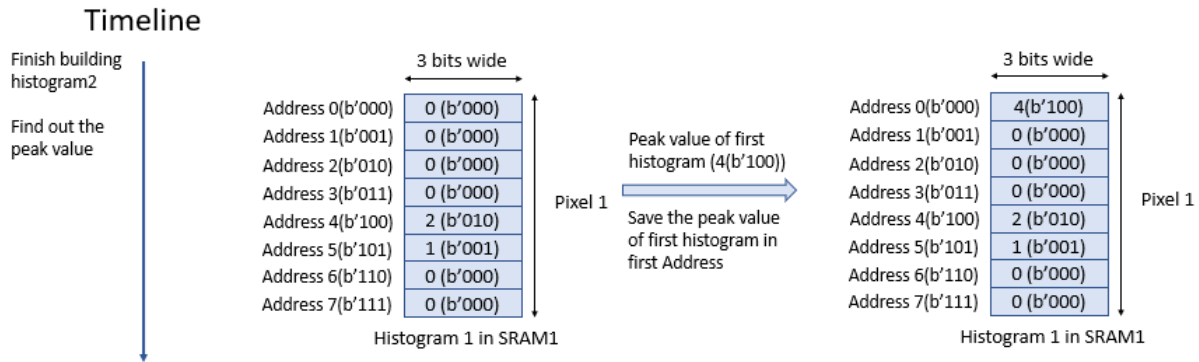 Timeline
Finish building
histogram2
Find out the
peak value
3 bits wide
Address 0(b'000) 0 (b'000)
Address 1(b'001) 0 (b'000)
Address 2(b'010) 0 (b'000)
Address 3(b'011) 0 (b'000)
Address 4(b'100) 2 (b'010)
Address 5(b'101) 1 (b'001)
Address 6(b'110) 0 (b'000)
Address 7(b'111) 0 (b'000)
Pixel 1
Histogram 1 in SRAM1
Peak value of first
histogram (4(b'100))
Save the peak value
of first histogram in
first Address
3 bits wide
Address 0(b'000) 4(b'100)
Address 1(b'001) 0 (b'000)
Address 2(b'010) 0 (b'000)
Address 3(b'011) 0 (b'000)
Address 4(b'100) 2 (b'010)
Address 5(b'101) 1 (b'001)
Address 6(b'110) 0 (b'000)
Address 7(b'111) 0 (b'000)
Pixel 1
Histogram 1 in SRAM1